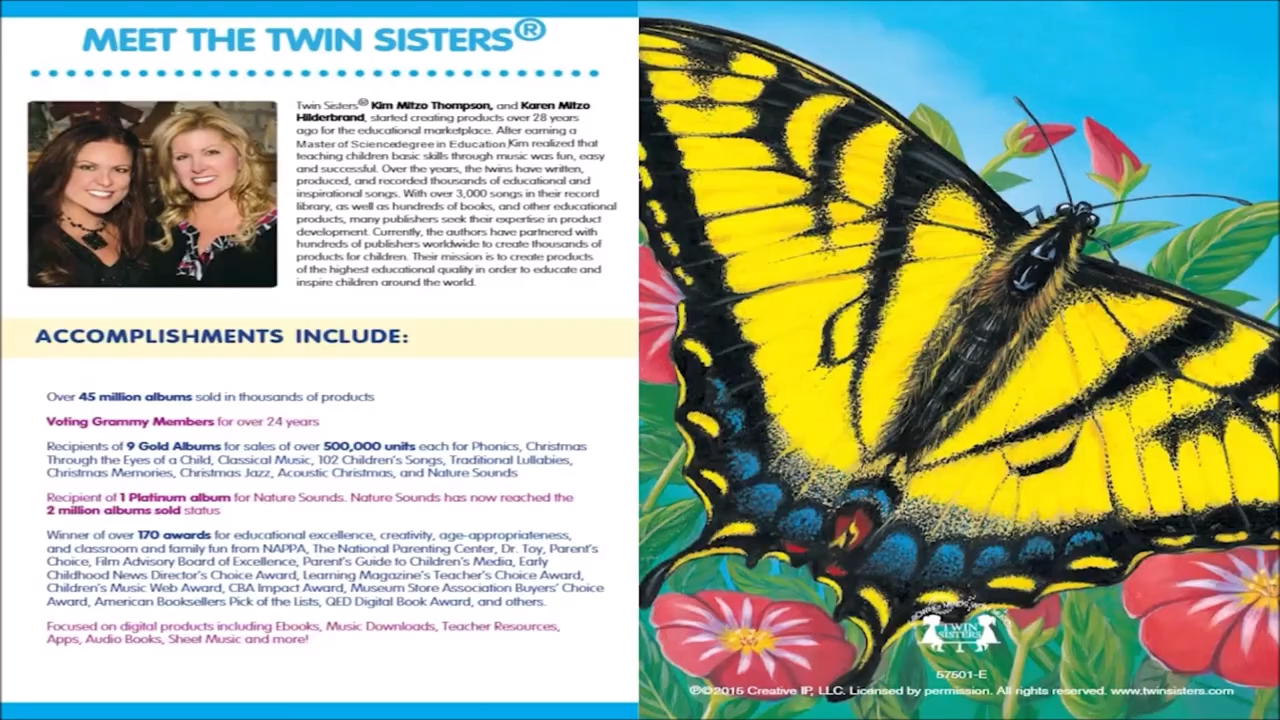 MEET THE TWIN SISTERS®
Twin Sisters® Kim Mitzo Thompson, and Karen Mitzo
Hilderbrand, started creating products over 28 years
ago for the educational marketplace. After earning a
Master of Sciencedegree in Education Kim realized that
teaching children basic skills through music was fun, easy
and successful. Over the years, the twins have written,
produced, and recorded thousands of educational and
inspirational songs. With over 3,000 songs in their record
library, as well as hundreds of books, and other educational
products, many publishers seek their expertise in product
development. Currently, the authors have partnered with
hundreds of publishers worldwide to create thousands of
products for children. Their mission is to create products
of the highest educational quality in order to educate and
inspire children around the world.
ACCOMPLISHMENTS INCLUDE:
Over 45 million albums sold in thousands of products
Voting Grammy Members for over 24 years
Recipients of 9 Gold Albums for sales of over 500,000 units each for Phonics, Christmas
Through the Eyes of a Child, Classical Music, 102 Children's Songs, Traditional Lullabies,
Christmas Memories, Christmas Jazz, Acoustic Christmas, and Nature Sounds
Recipient of 1 Platinum album for Nature Sounds. Nature Sounds has now reached the
2 million albums sold status
Winner of over 170 awards for educational excellence, creativity, age-appropriateness,
and classroom and family fun from NAPPA, The National Parenting Center, Dr. Toy, Parent's
Choice, Film Advisory Board of Excellence, Parent's Guide to Children's Media, Early
Childhood News Director's Choice Award, Learning Magazine's Teacher's Choice Award,
Children's Music Web Award, CBA Impact Award, Museum Store Association Buyers' Choice
Award, American Booksellers Pick of the Lists, QED Digital Book Award, and others.
Focused on digital products including Ebooks, Music Downloads, Teacher Resources,
Apps, Audio Books, Sheet Music and more!
TWIN
SISTERS
57501-E
℗©2015 Creative IP, LLC. Licensed by permission. All rights reserved. www.twinsisters.com